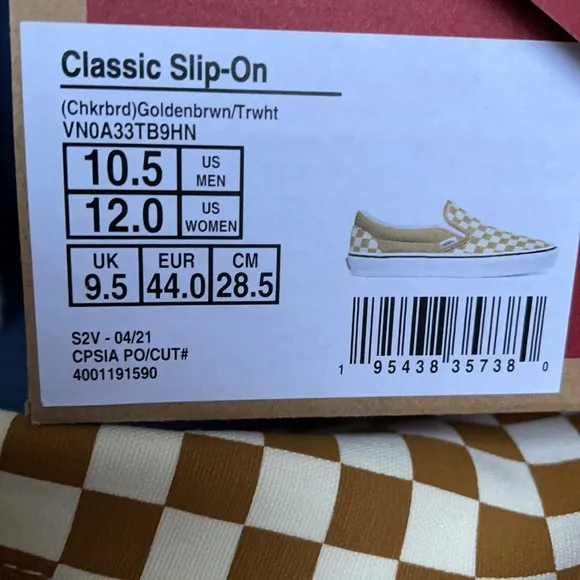 Classic Slip-On
(Chkrbrd)Goldenbrwn/Trwht
VN0A33TB9HN
10.5 US MEN
12.0 US WOMEN
UK EUR CM
9.5 44.0 28.5
S2V - 04/21
CPSIA PO/CUT#
4001191590
1 95438 35738 0